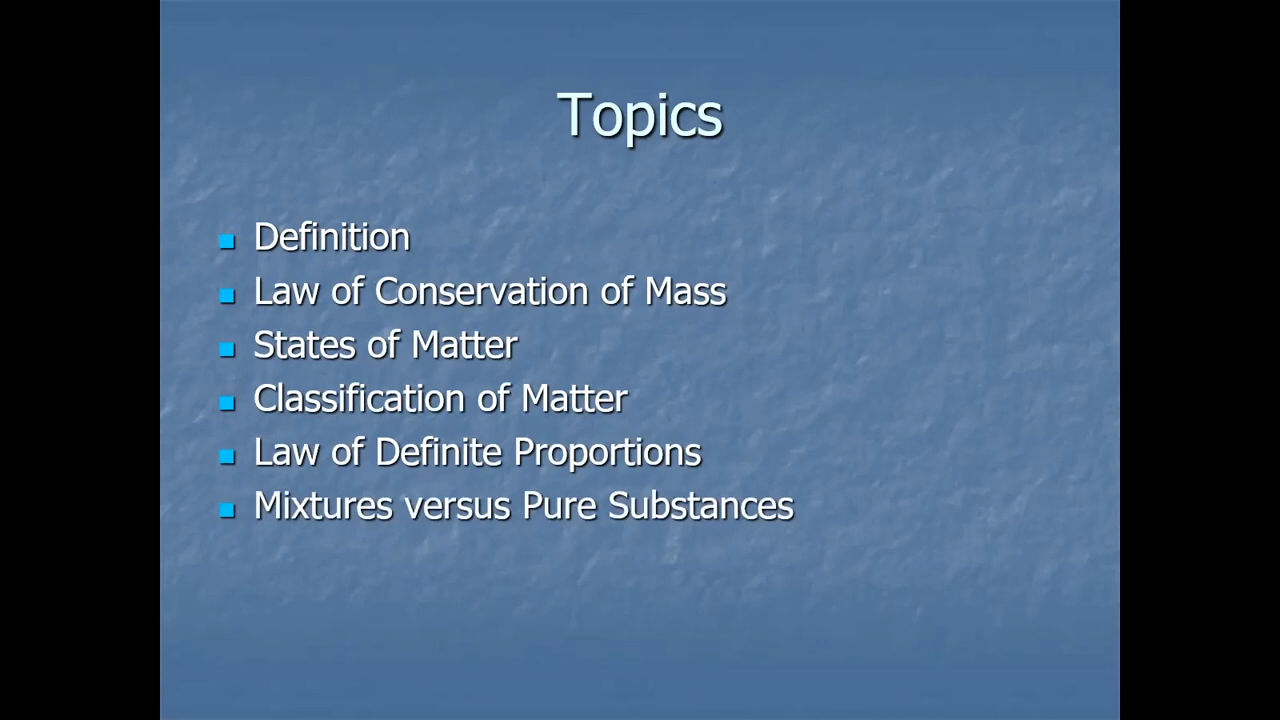 Topics
Definition
Law of Conservation of Mass
States of Matter
Classification of Matter
Law of Definite Proportions
Mixtures versus Pure Substances